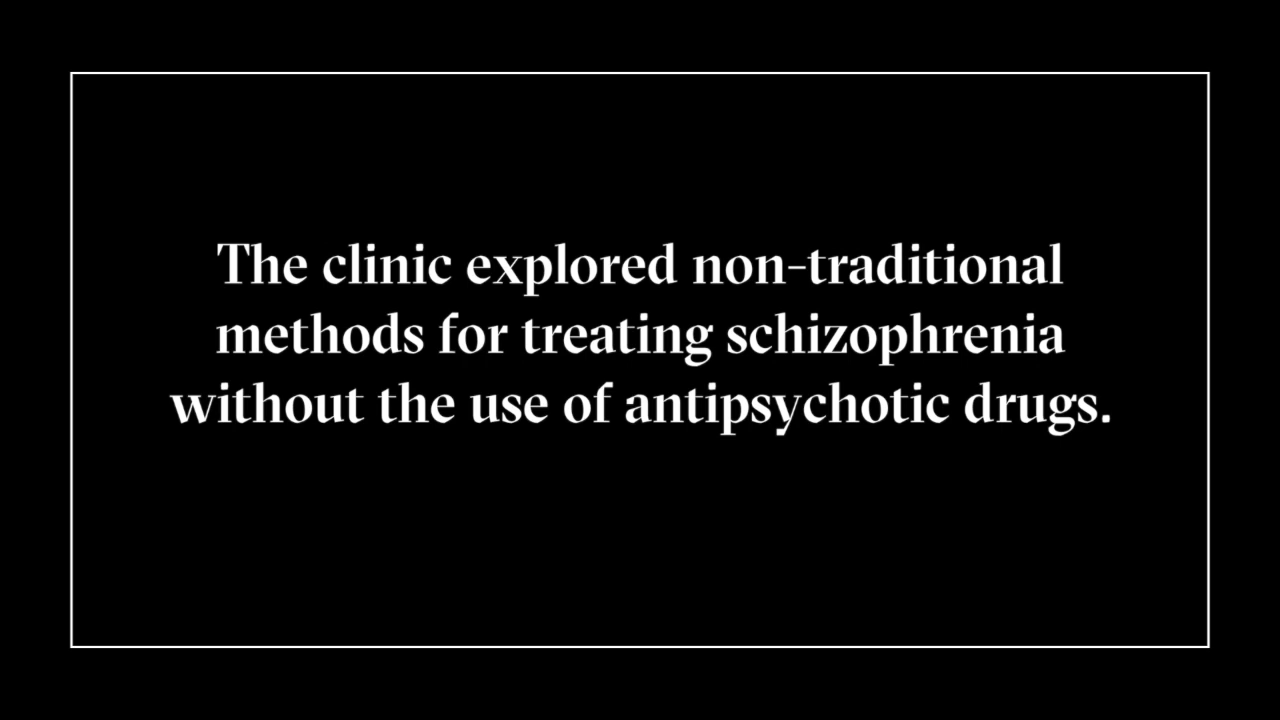 The clinic explored non-traditional
methods for treating schizophrenia
without the use of antipsychotic drugs.